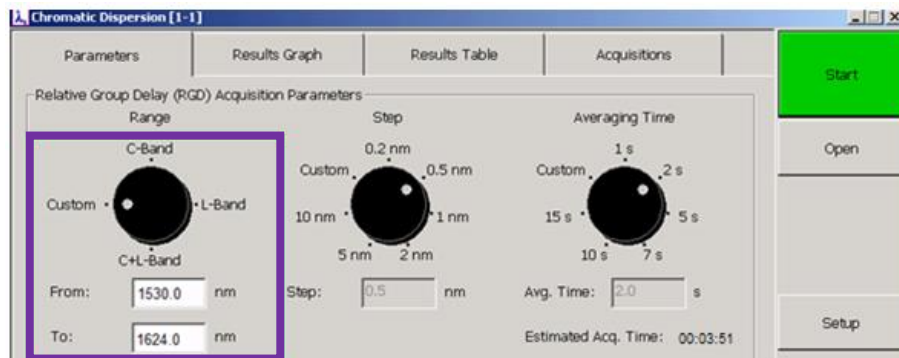 Chromatic Dispersion [1-1]
Parameters
Results Graph
Results Table
Acquisitions
Start
Relative Group Delay (RGD) Acquisition Parameters
Range
Step
Averaging Time
Open
C-Band
Custom
L-Band
C+L-Band
0.2 nm
Custom
0.5 nm
10 nm
1 nm
5 nm
2 nm
1 s
Custom
2 s
15 s
5 s
10 s
7 s
From: 1530.0 nm
Step: 0.5 nm
Avg. Time: 2.0 s
To: 1624.0 nm
Estimated Acq. Time: 00:03:51
Setup